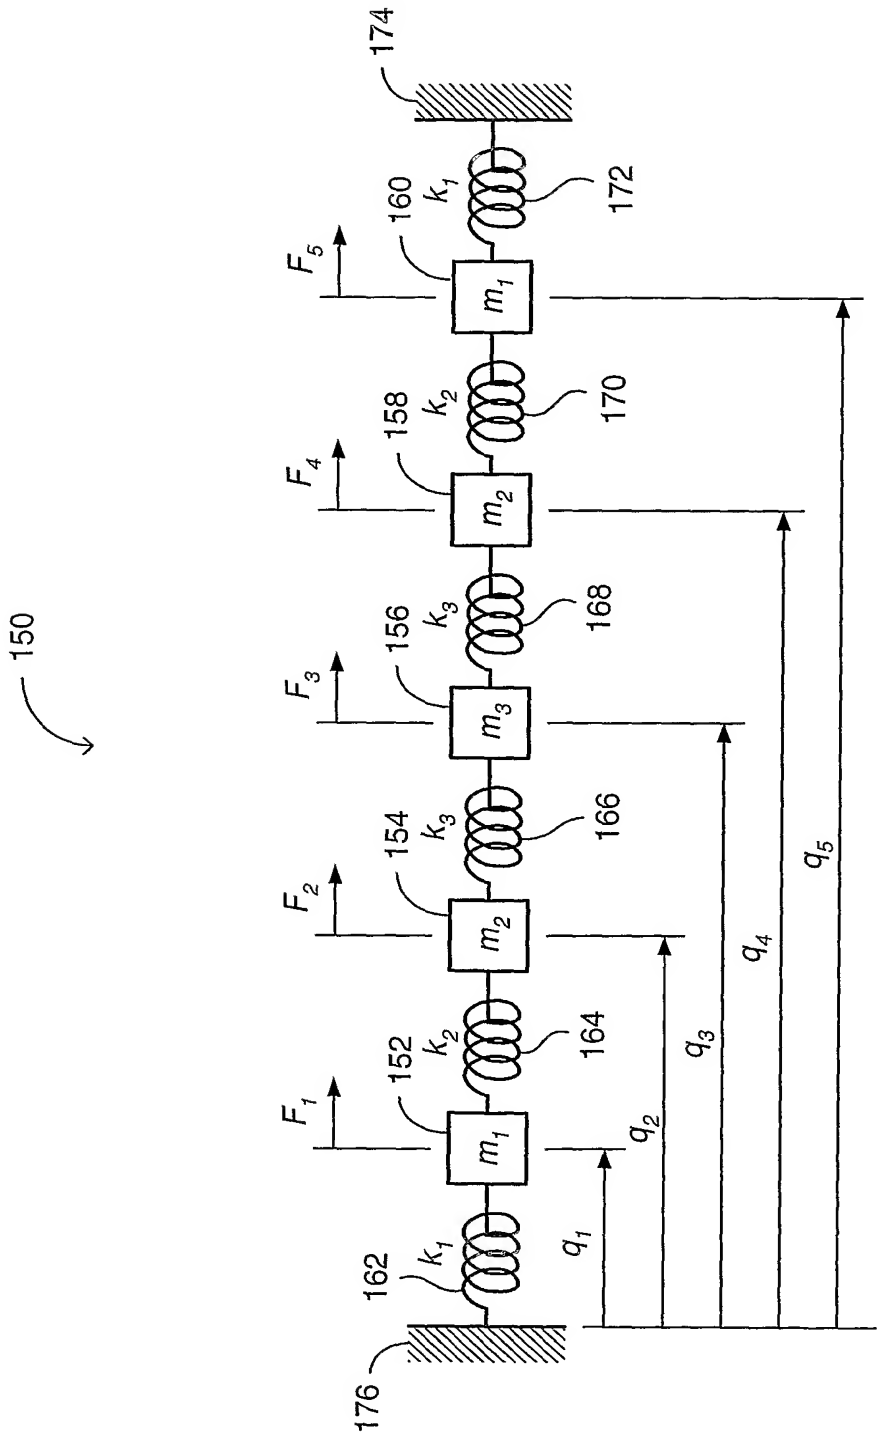 150
F₁
F₂
F₃
F₄
F₅
176
162
k₁
152
k₂
154
k₃
156
k₃
158
k₂
160
k₁
174
m₁
m₂
m₃
m₂
m₁
164
166
168
170
172
q₁
q₂
q₃
q₄
q₅